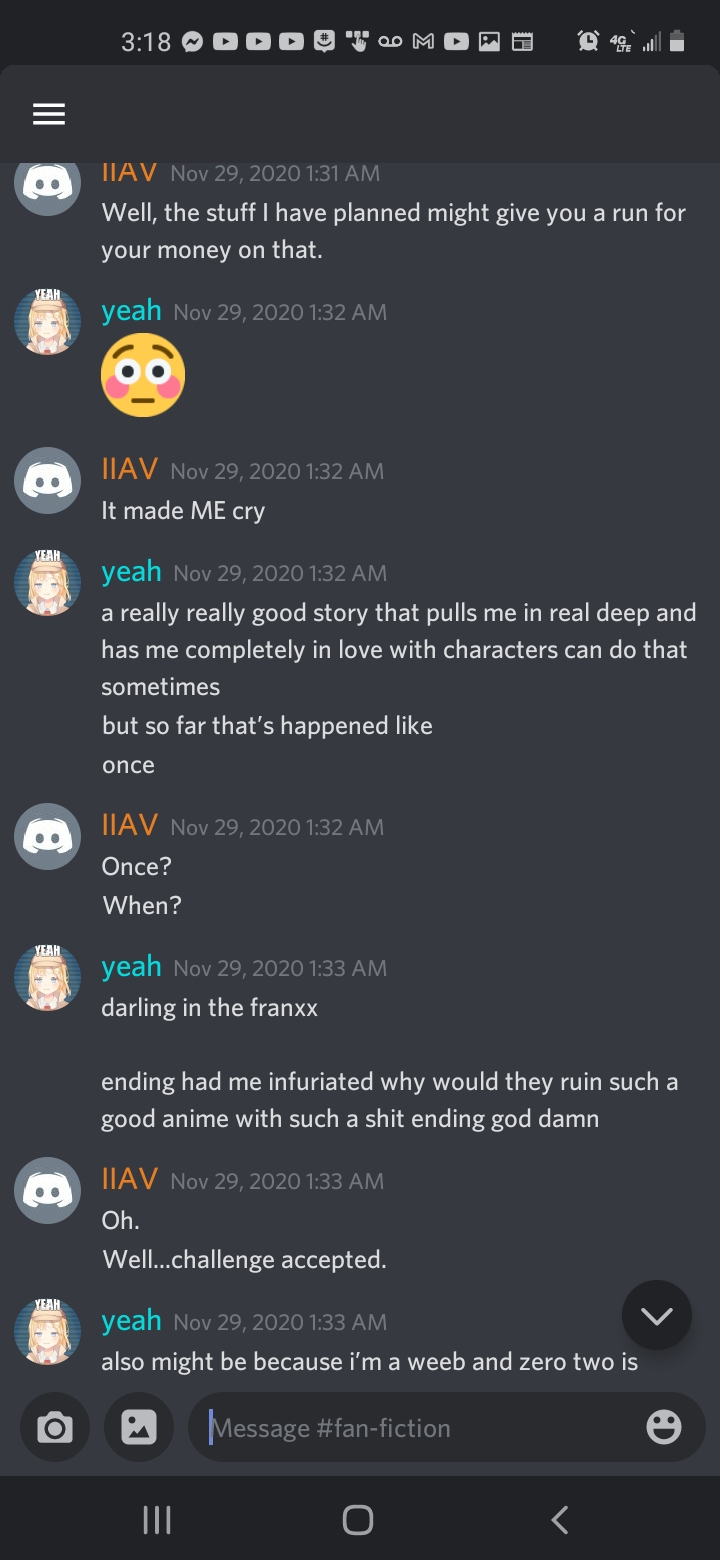 3:18
4G
LTE
IIAV Nov 29, 2020 1:31 AM
Well, the stuff I have planned might give you a run for
your money on that.
YEAH
yeah Nov 29, 2020 1:32 AM
IIAV Nov 29, 2020 1:32 AM
It made ME cry
YEAH
yeah Nov 29, 2020 1:32 AM
a really really good story that pulls me in real deep and
has me completely in love with characters can do that
sometimes
but so far that's happened like
once
IIAV Nov 29, 2020 1:32 AM
Once?
When?
YEAH
yeah Nov 29, 2020 1:33 AM
darling in the franxx
ending had me infuriated why would they ruin such a
good anime with such a shit ending god damn
IIAV Nov 29, 2020 1:33 AM
Oh.
Well...challenge accepted.
YEAH
yeah Nov 29, 2020 1:33 AM
also might be because i'm a weeb and zero two is
Message #fan-fiction